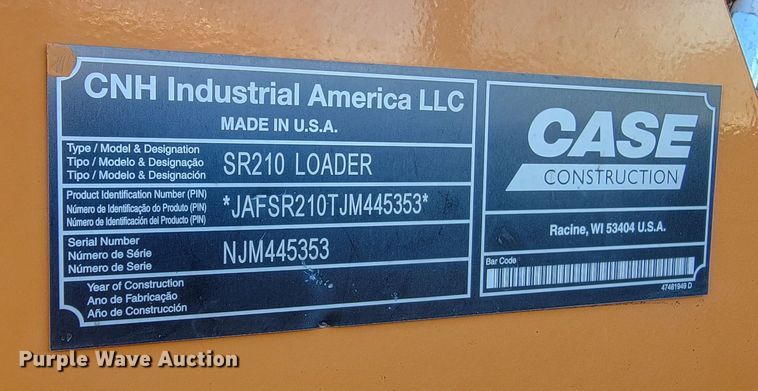 CNH Industrial America LLC
MADE IN U.S.A.
Type / Model & Designation
Tipo / Modelo & Designação
Tipo / Modelo & Designação
SR210 LOADER
Product Identification Number (PIN)
Número de Identificação do Produto (PIN)
Número de Identificación del Producto (PIN)
*JAFSR210TJM445353*
Serial Number
Número de Série
Número de Serie
NJM445353
Year of Construction
Ano de Fabricação
Año de Fabricación
CASE
CONSTRUCTION
Racine, WI 53404 U.S.A.
Bar Code
47481949 D
Purple Wave Auction